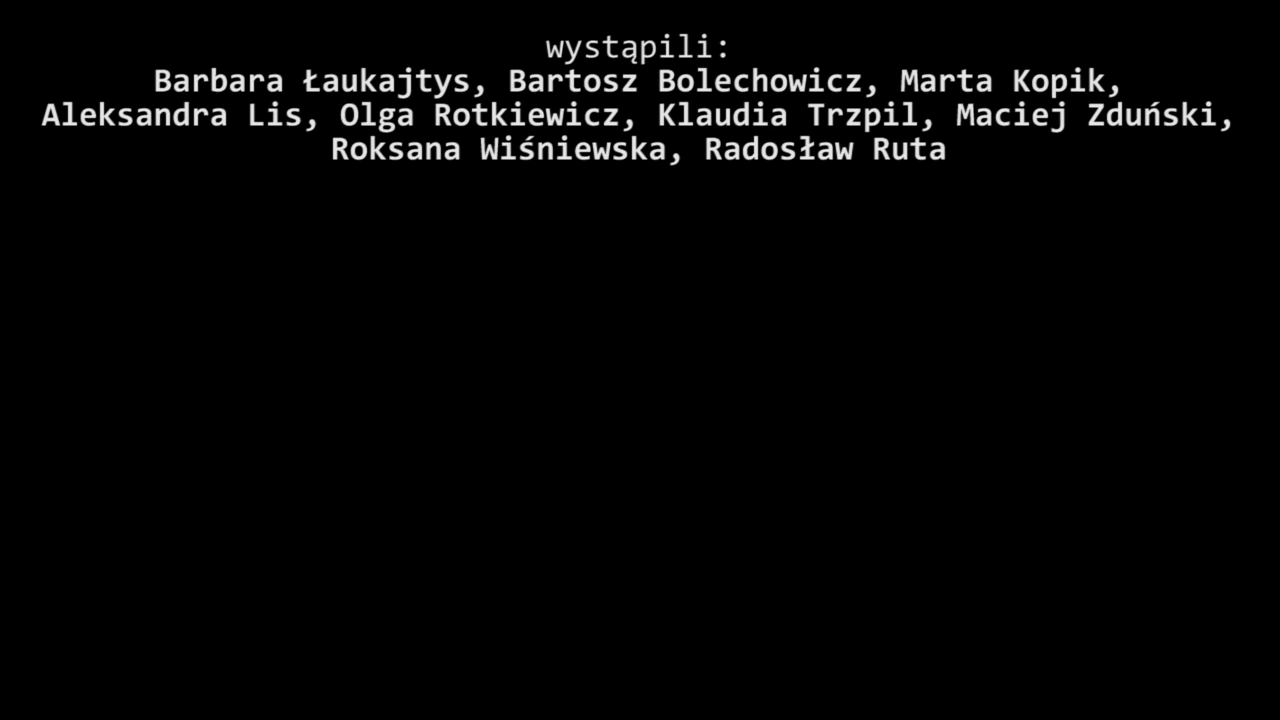 wystąpili:
Barbara Łaukajtys, Bartosz Bolechowicz, Marta Kopik,
Aleksandra Lis, Olga Rotkiewicz, Klaudia Trzpil, Maciej Zduński,
Roksana Wiśniewska, Radosław Ruta